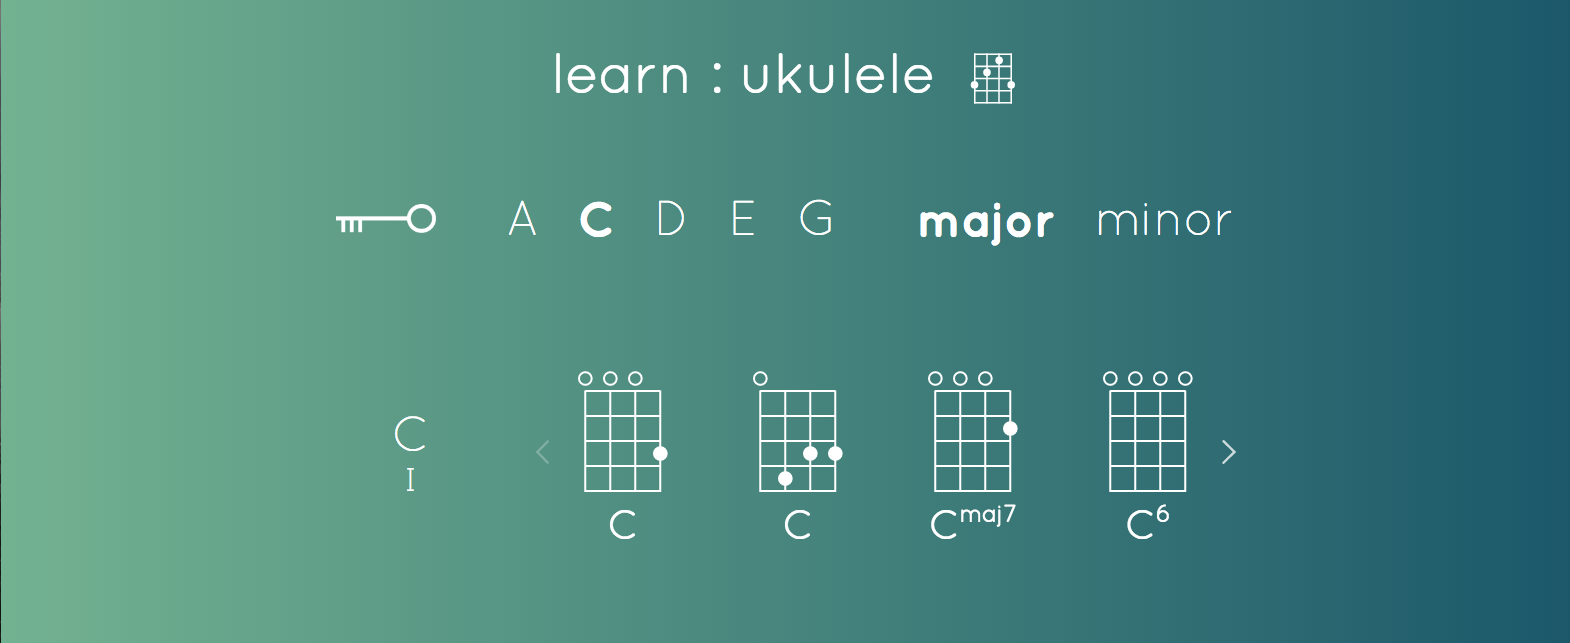 learn : ukulele
A C D E G major minor
C
I
C C Cmaj7 C6